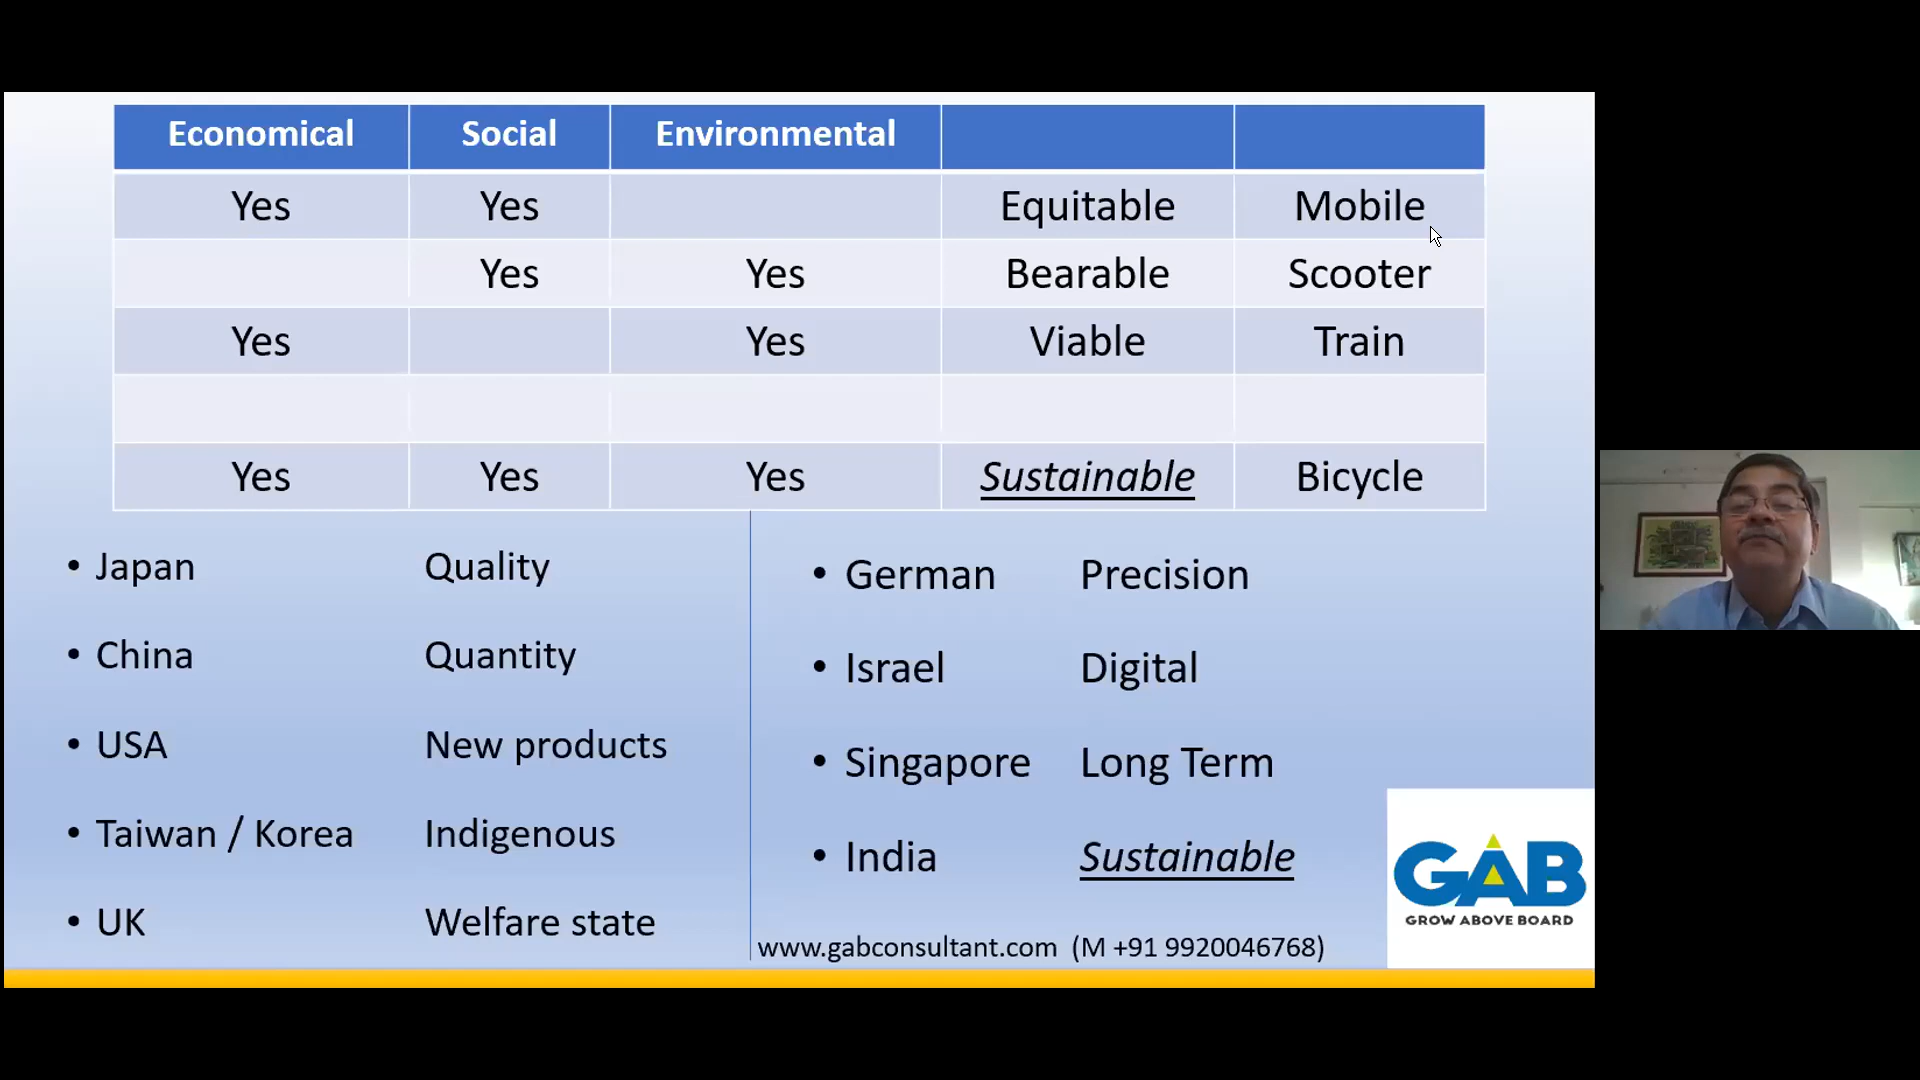 Economical Social Environmental
Yes Yes Equitable Mobile
Yes Yes Bearable Scooter
Yes Yes Viable Train
Yes Yes Yes Sustainable Bicycle
• Japan Quality
• China Quantity
• USA New products
• Taiwan / Korea Indigenous
• UK Welfare state
• German Precision
• Israel Digital
• Singapore Long Term
• India Sustainable
www.gabconsultant.com (M +91 9920046768)
GAB
GROW ABOVE BOARD